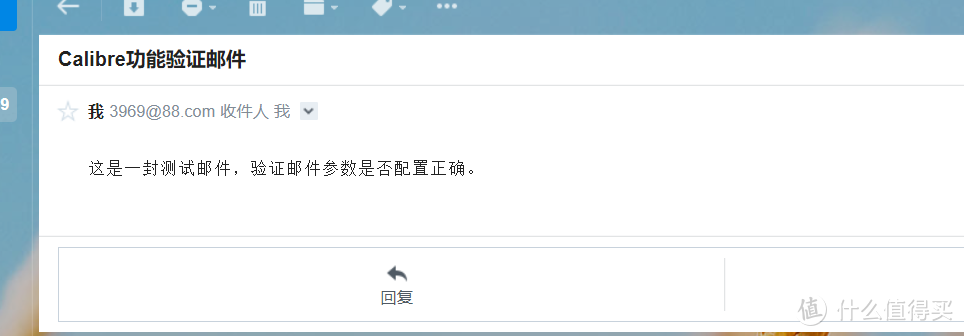 9
Calibre功能验证邮件
我 3969@88.com 收件人 我
这是一封测试邮件，验证邮件参数是否配置正确。
回复
值 什么值得买